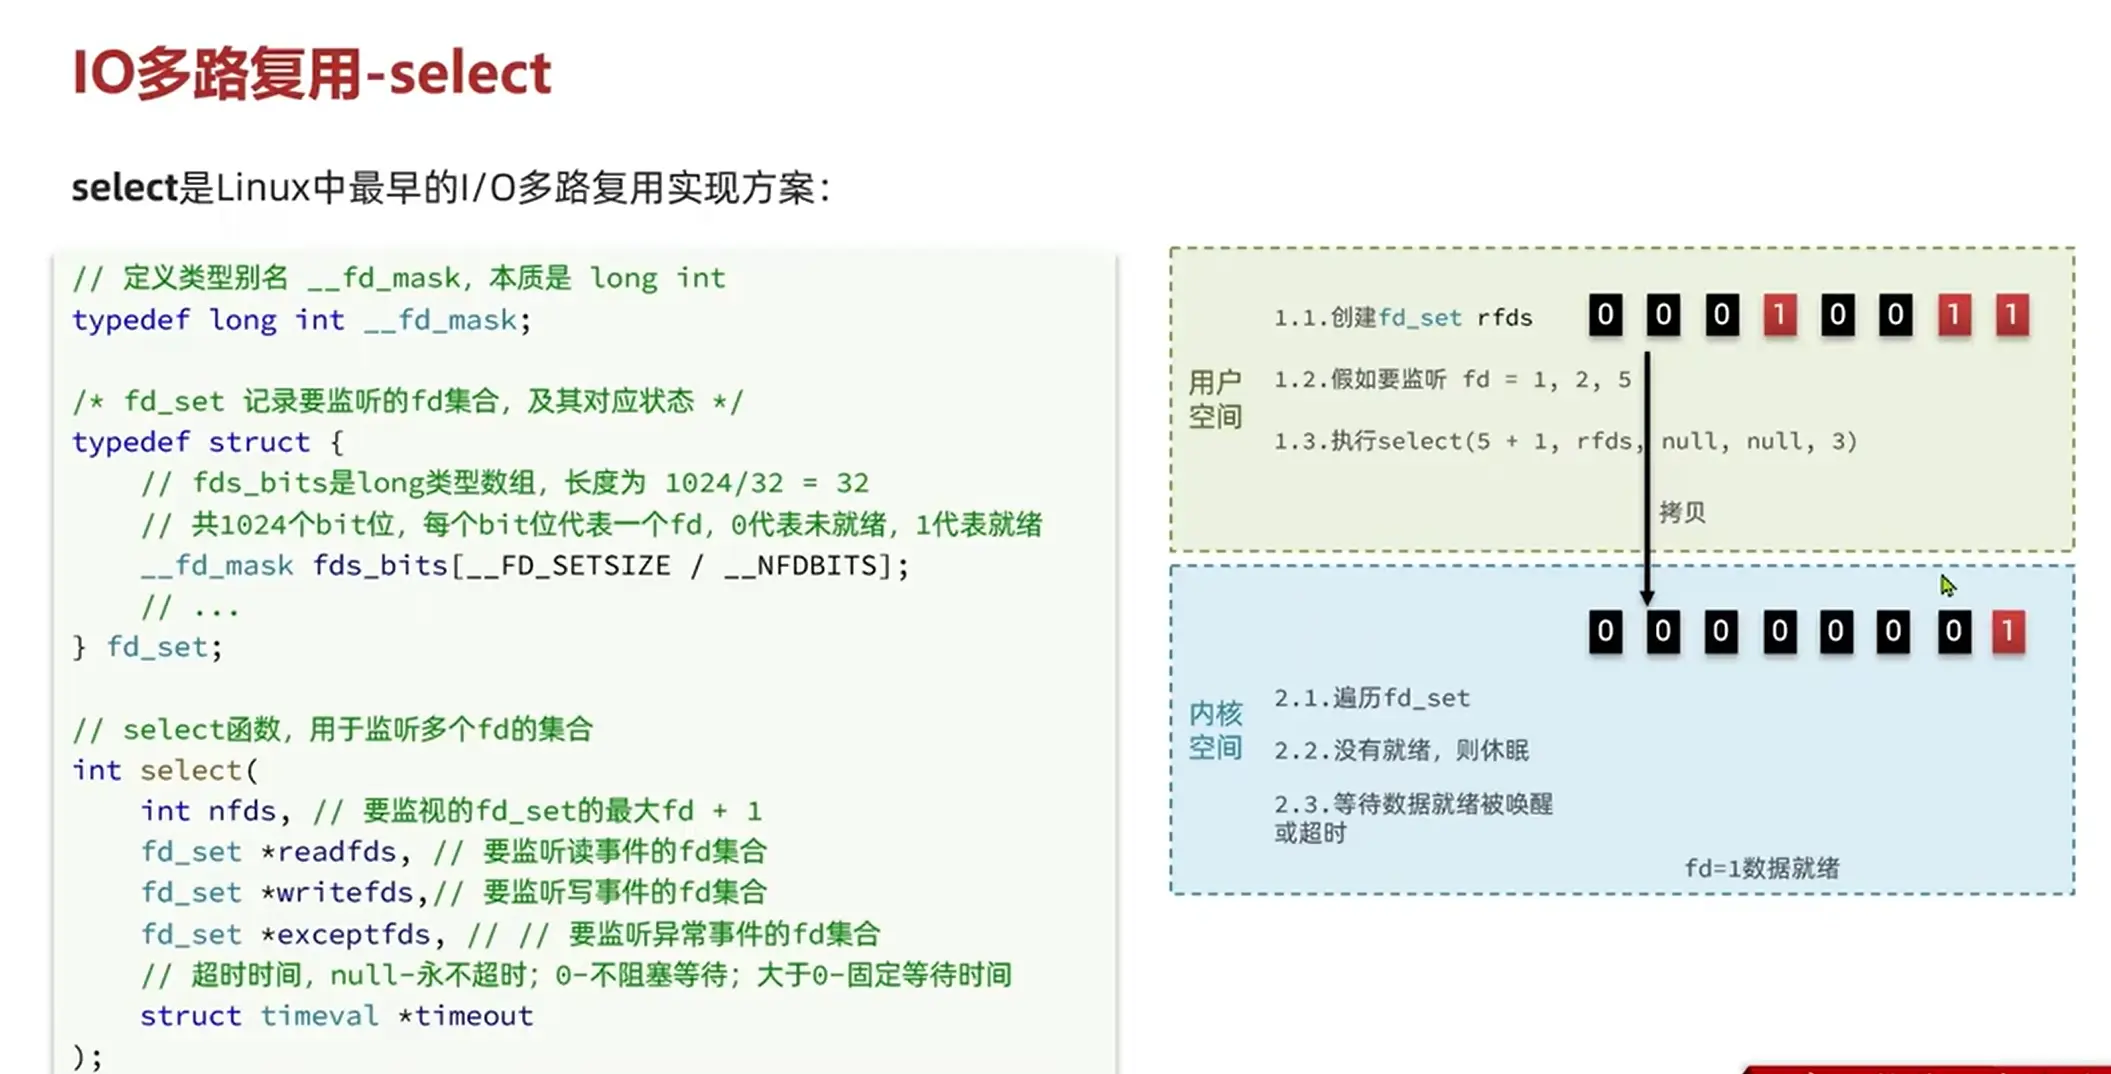 IO多路复用-select
select是Linux中最早的I/O多路复用实现方案：
// 定义类型别名 __fd_mask，本质是 long int
typedef long int __fd_mask;
/* fd_set 记录要监听的fd集合，及其对应状态 */
typedef struct {
// fds_bits是long类型数组，长度为 1024/32 = 32
// 共1024个bit位，每个bit位代表一个fd，0代表未就绪，1代表就绪
__fd_mask fds_bits[__FD_SETSIZE / __NFDBITS];
// ...
} fd_set;
// select函数，用于监听多个fd的集合
int select(
int nfds, // 要监视的fd_set的最大fd + 1
fd_set *readfds, // 要监听读事件的fd集合
fd_set *writefds,// 要监听写事件的fd集合
fd_set *exceptfds, // // 要监听异常事件的fd集合
// 超时时间，null-永不超时；0-不阻塞等待；大于0-固定等待时间
struct timeval *timeout
);
用户
空间
1.1.创建fd_set rfds
0 0 0 1 0 0 1 1
1.2.假如要监听 fd = 1, 2, 5
1.3.执行select(5 + 1, rfds, null, null, 3)
拷贝
0 0 0 0 0 0 0 1
内核
空间
2.1.遍历fd_set
2.2.没有就绪，则休眠
2.3.等待数据就绪被唤醒
或超时
fd=1数据就绪